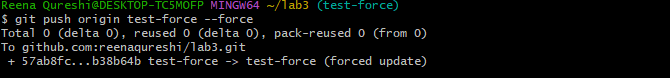 Reena Qureshi@DESKTOP-TC5MOFP MINGW64 ~/lab3 (test-force)
$ git push origin test-force --force
Total 0 (delta 0), reused 0 (delta 0), pack-reused 0 (from 0)
To github.com:reenaqureshi/lab3.git
 + 57ab8fc...b38b64b test-force -> test-force (forced update)